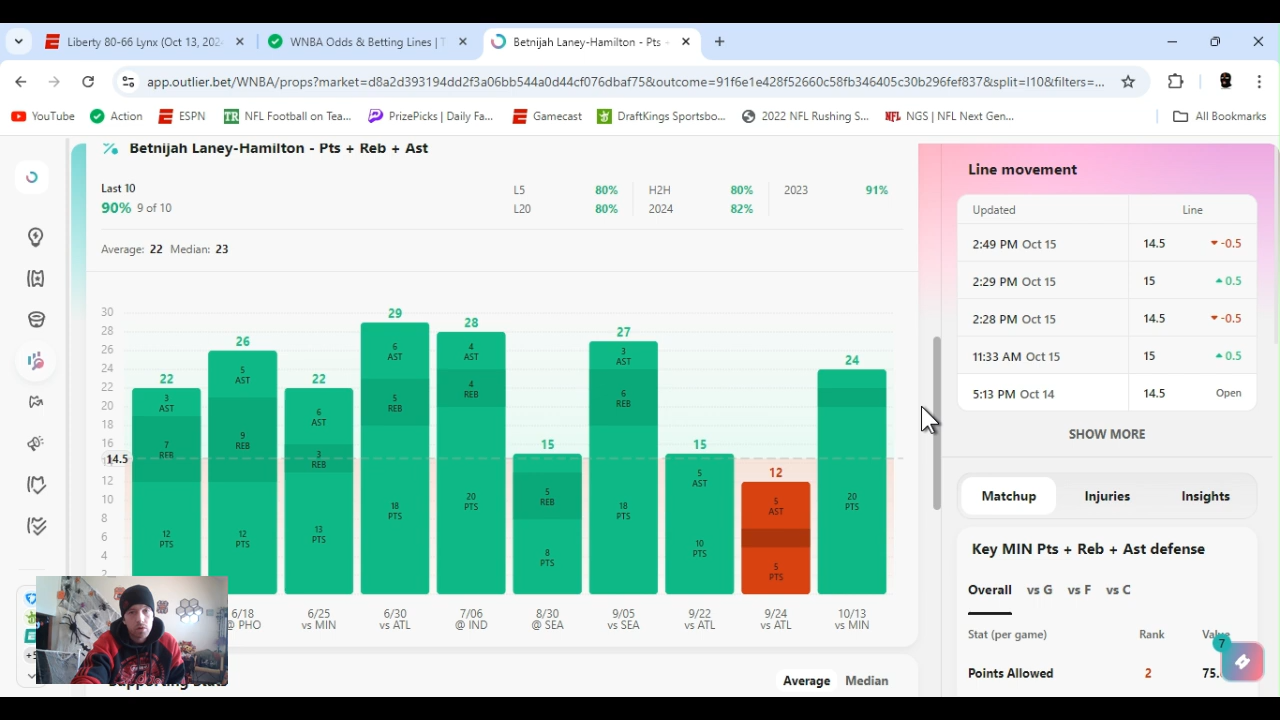 Liberty 80-66 Lynx (Oct 13, 202
WNBA Odds & Betting Lines | T
Betnijah Laney-Hamilton - Pts -
app.outlier.bet/WNBA/props?market=d8a2d393194dd2f3a06bb544a0d44cf076dbaf75&outcome=91f6e1e428f52660c58fb346405c30b296fef837&split=l10&filters=...
YouTube Action ESPN NFL Football on Tea... PrizePicks | Daily Fa... Gamecast DraftKings Sportsbo... 2022 NFL Rushing S... NGS | NFL Next Gen... All Bookmarks
Betnijah Laney-Hamilton - Pts + Reb + Ast
Last 10
90% 9 of 10
L5 80% H2H 80% 2023 91%
L20 80% 2024 82%
Average: 22 Median: 23
30
28
26
24
22
20
18
16
14.5
12
10
8
6
4
2
22
3 AST
7 REB
12 PTS
26
5 AST
9 REB
12 PTS
6/18
@ PHO
22
6 AST
3 REB
13 PTS
6/25
vs MIN
29
6 AST
5 REB
18 PTS
6/30
vs ATL
28
4 AST
4 REB
20 PTS
7/06
@ IND
15
5 REB
8 PTS
8/30
@ SEA
27
3 AST
6 REB
18 PTS
9/05
vs SEA
15
5 AST
10 PTS
9/22
vs ATL
12
5 AST
5 PTS
9/24
vs ATL
24
20 PTS
10/13
vs MIN
Supporting Stats
Average Median
Line movement
Updated Line
2:49 PM Oct 15 14.5 -0.5
2:29 PM Oct 15 15 0.5
2:28 PM Oct 15 14.5 -0.5
11:33 AM Oct 15 15 0.5
5:13 PM Oct 14 14.5 Open
SHOW MORE
Matchup Injuries Insights
Key MIN Pts + Reb + Ast defense
Overall vs G vs F vs C
Stat (per game) Rank Value
Points Allowed 2 75.
7